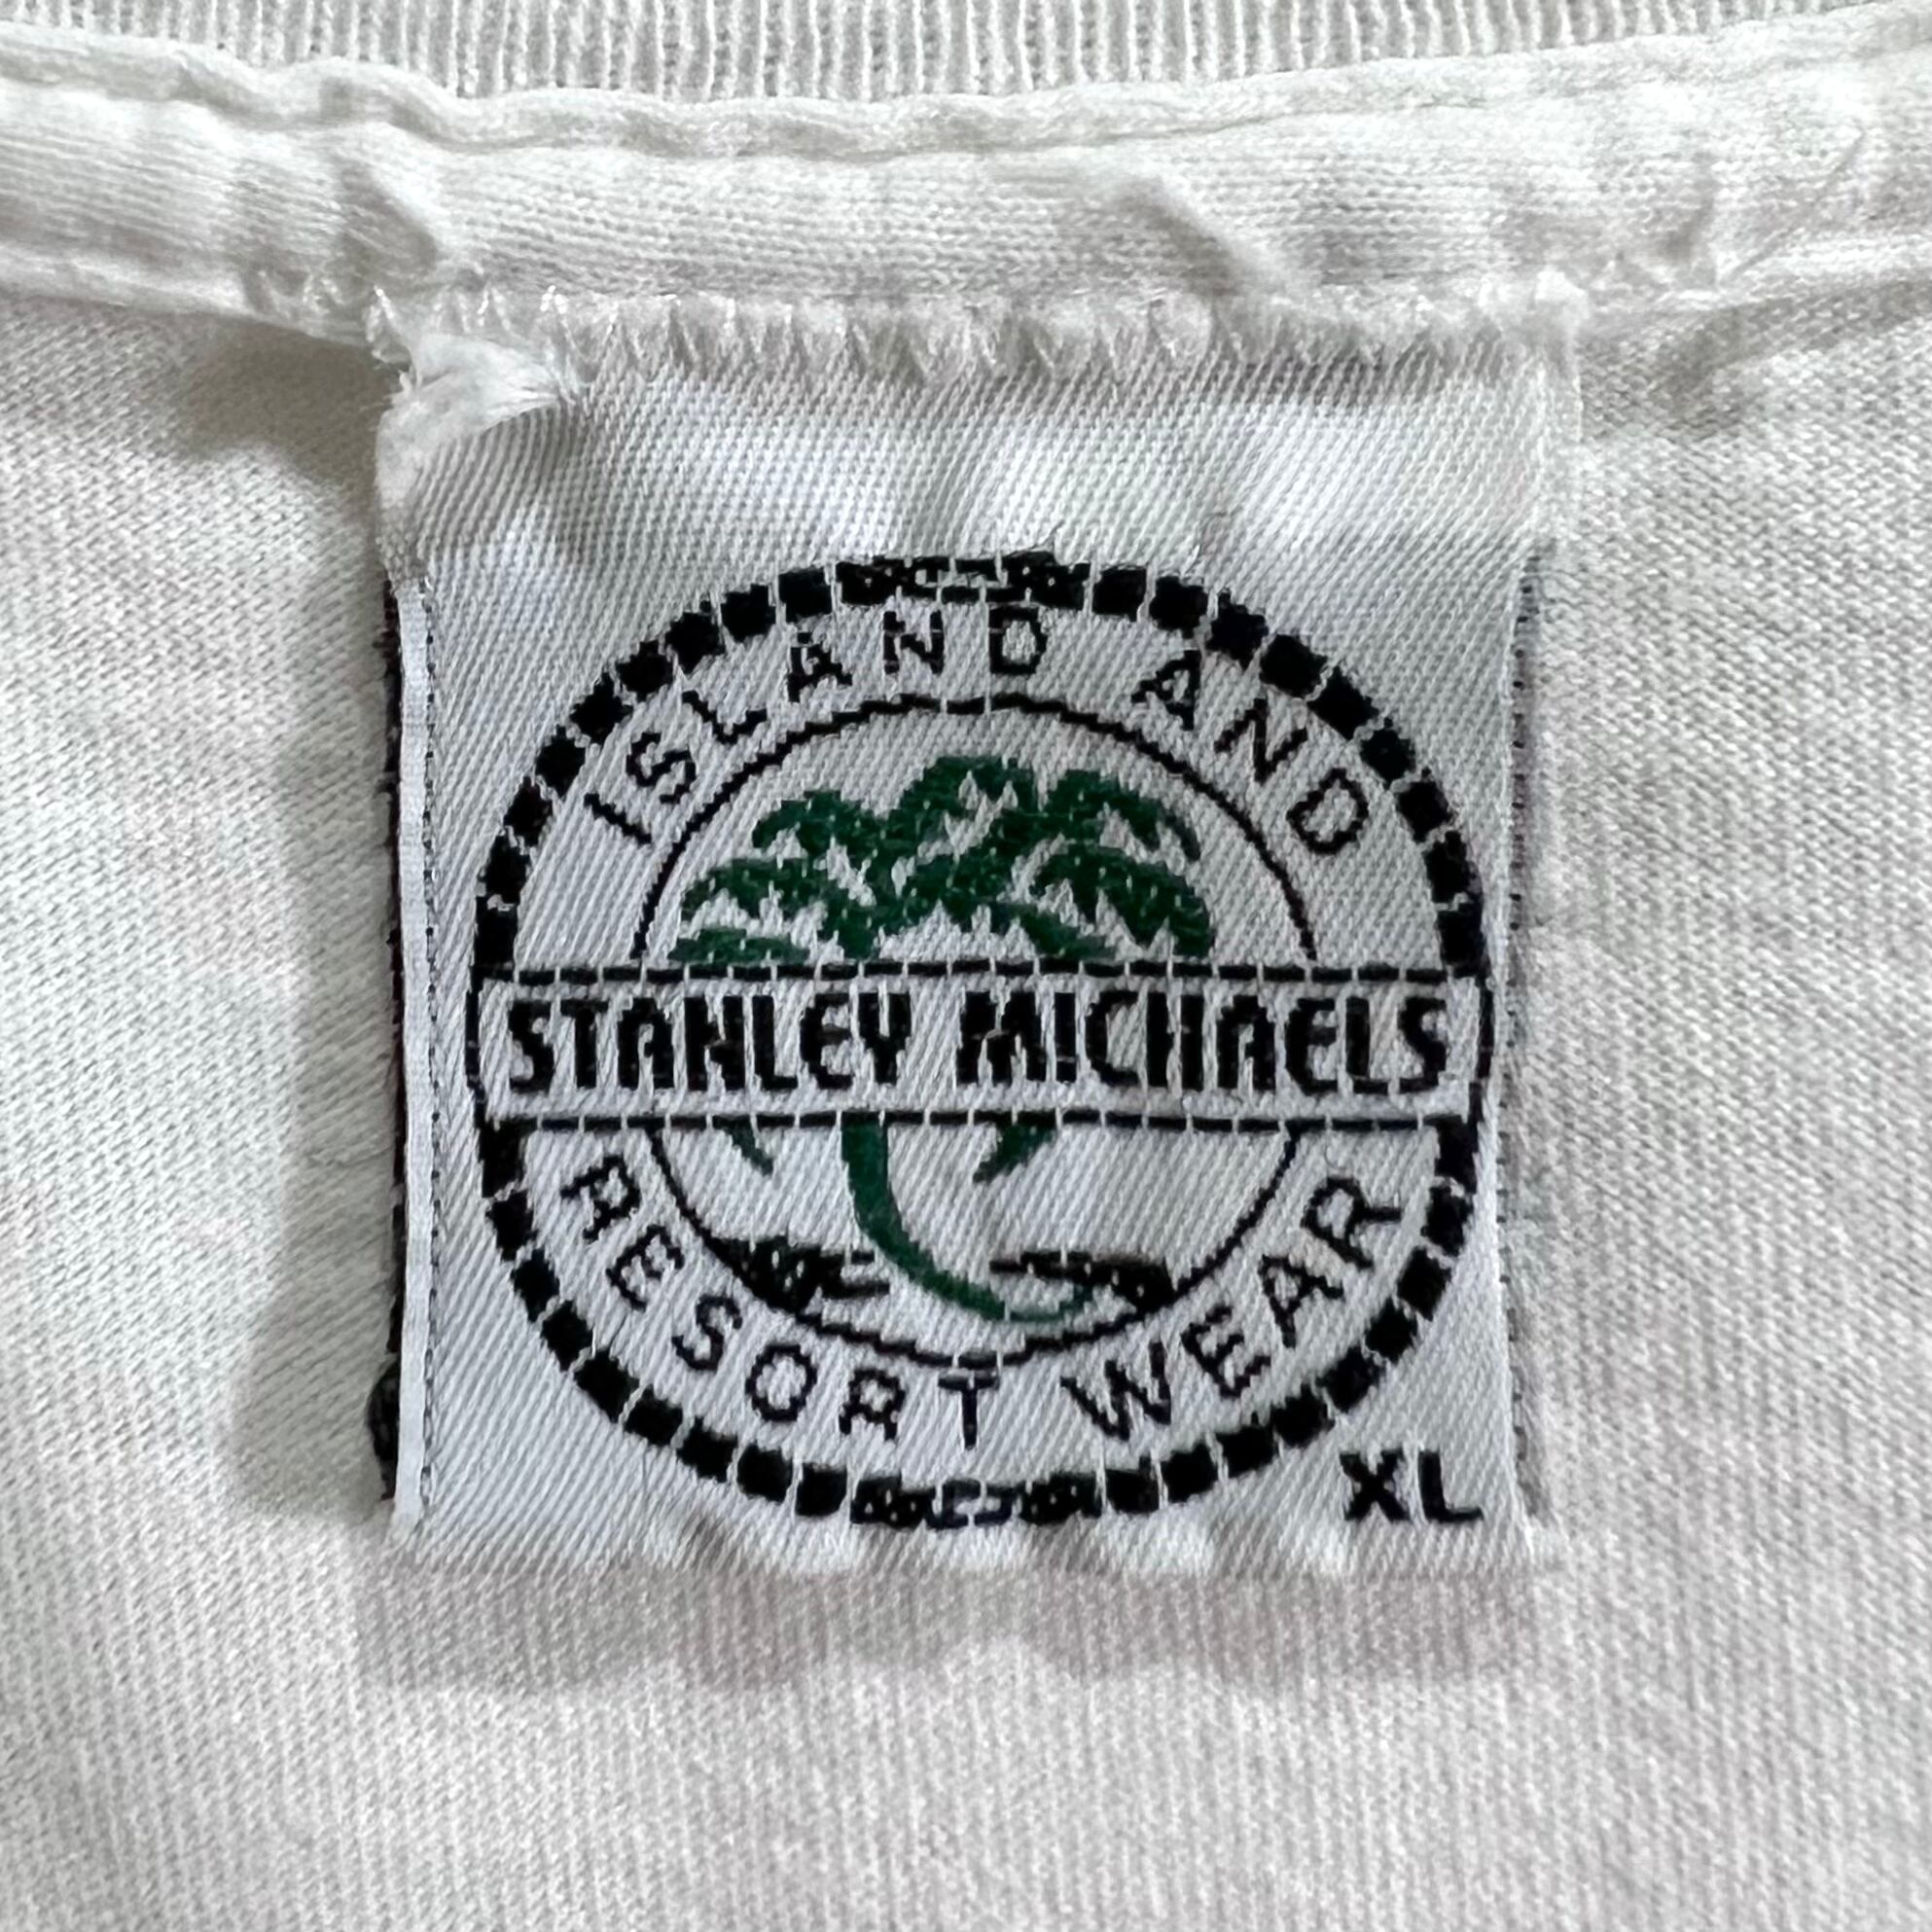 ISLAND AND
STANLEY MICHAELS
RESORT WEAR
XL